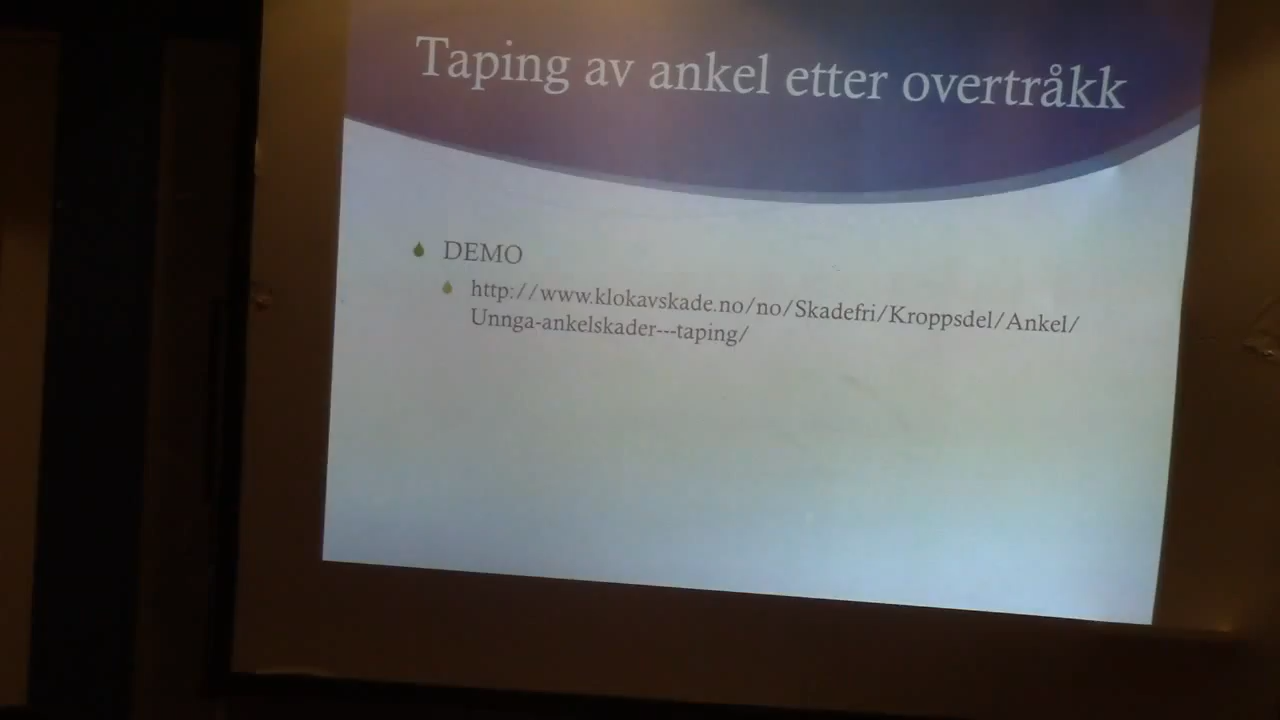 Taping av ankel etter overtråkk
DEMO
http://www.klokavskade.no/no/Skadefri/Kroppsdel/Ankel/
Unnga-ankelskader---taping/